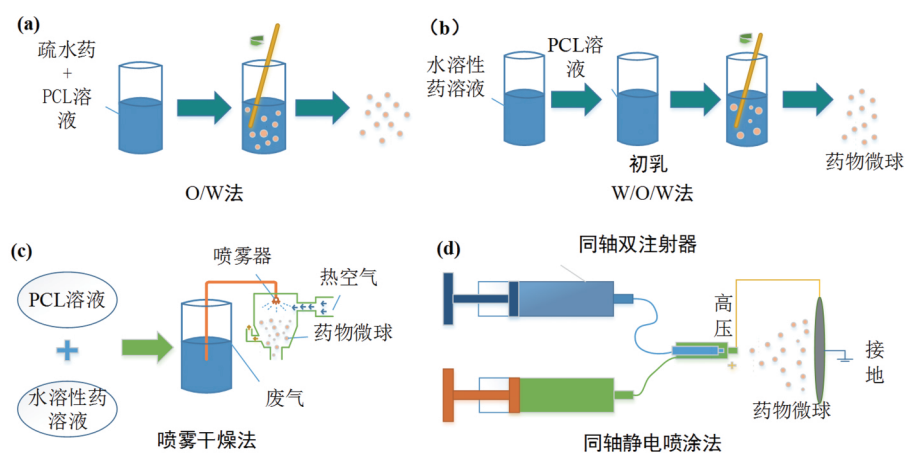 (a)
疏水药
+
PCL溶
液
O/W法
(b)
水溶性
药溶液
PCL溶
液
初乳
药物微球
W/O/W法
(c)
PCL溶液
水溶性药
溶液
喷雾器
热空气
药物微球
废气
喷雾干燥法
(d)
同轴双注射器
高
压
+
接
地
药物微球
同轴静电喷涂法